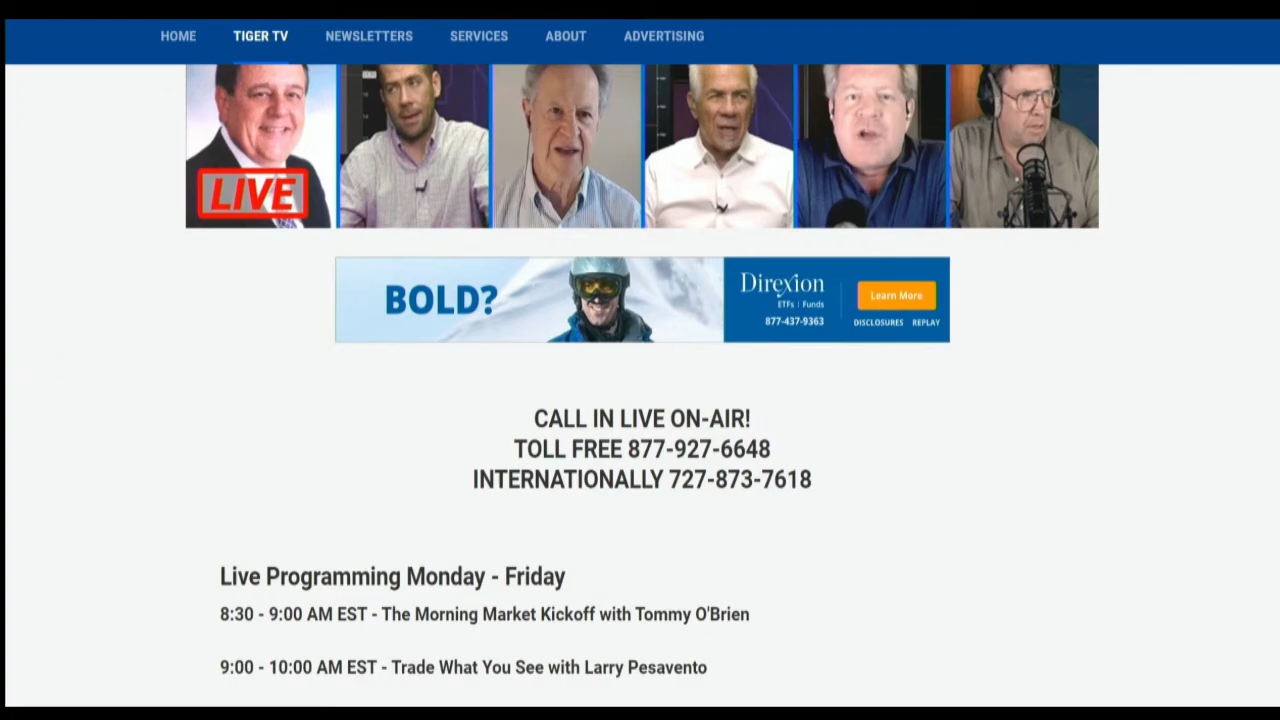 HOME TIGER TV NEWSLETTERS SERVICES ABOUT ADVERTISING
LIVE
BOLD?
Direxion
ETFs | Funds
877-437-9363
Learn More
DISCLOSURES REPLAY
CALL IN LIVE ON-AIR!
TOLL FREE 877-927-6648
INTERNATIONALLY 727-873-7618
Live Programming Monday - Friday
8:30 - 9:00 AM EST - The Morning Market Kickoff with Tommy O'Brien
9:00 - 10:00 AM EST - Trade What You See with Larry Pesavento